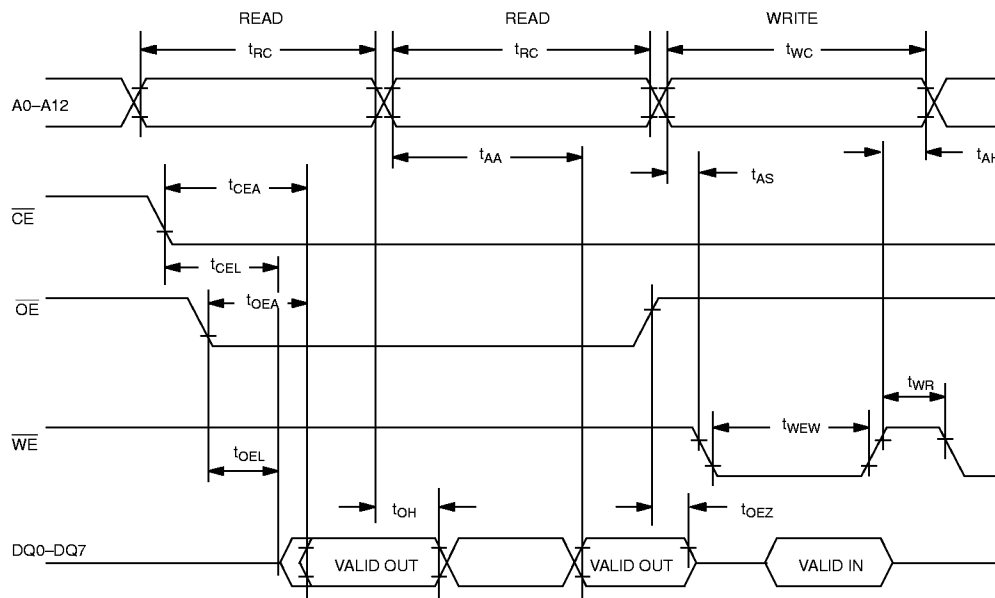 READ READ WRITE
tRC tRC tWC
A0–A12
tAA tAH
tCEA tAS
CE
tCEL
tOEA
OE
tWR
tWEW
WE
tOEL
tOH tOEZ
DQ0–DQ7
VALID OUT VALID OUT VALID IN